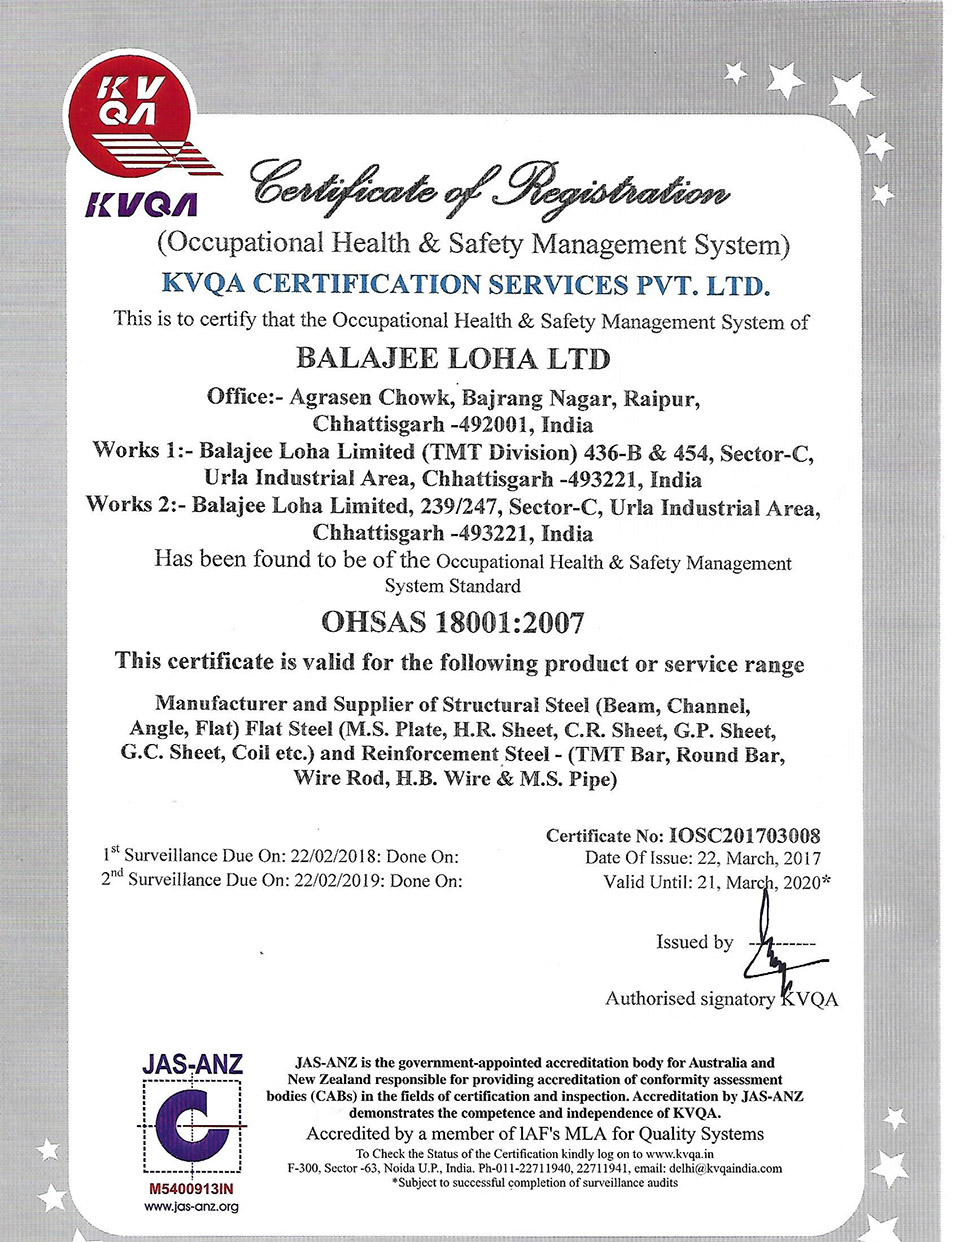 KV
QA
KVQA
Certificate of Registration
(Occupational Health & Safety Management System)
KVQA CERTIFICATION SERVICES PVT. LTD.
This is to certify that the Occupational Health & Safety Management System of
BALAJEE LOHA LTD
Office:- Agrasen Chowk, Bajrang Nagar, Raipur,
Chhattisgarh -492001, India
Works 1:- Balajee Loha Limited (TMT Division) 436-B & 454, Sector-C,
Urla Industrial Area, Chhattisgarh -493221, India
Works 2:- Balajee Loha Limited, 239/247, Sector-C, Urla Industrial Area,
Chhattisgarh -493221, India
Has been found to be of the Occupational Health & Safety Management
System Standard
OHSAS 18001:2007
This certificate is valid for the following product or service range
Manufacturer and Supplier of Structural Steel (Beam, Channel,
Angle, Flat) Flat Steel (M.S. Plate, H.R. Sheet, C.R. Sheet, G.P. Sheet,
G.C. Sheet, Coil etc.) and Reinforcement Steel - (TMT Bar, Round Bar,
Wire Rod, H.B. Wire & M.S. Pipe)
Certificate No: IOSC201703008
1st Surveillance Due On: 22/02/2018: Done On:
Date Of Issue: 22, March, 2017
2nd Surveillance Due On: 22/02/2019: Done On:
Valid Until: 21, March, 2020*
Issued by ----------
Authorised signatory KVQA
JAS-ANZ
M5400913IN
www.jas-anz.org
JAS-ANZ is the government-appointed accreditation body for Australia and
New Zealand responsible for providing accreditation of conformity assessment
bodies (CABs) in the fields of certification and inspection. Accreditation by JAS-ANZ
demonstrates the competence and independence of KVQA.
Accredited by a member of lAF's MLA for Quality Systems
To Check the Status of the Certification kindly log on to www.kvqa.in
F-300, Sector -63, Noida U.P., India. Ph-011-22711940, 22711941, email: delhi@kvqaindia.com
*Subject to successful completion of surveillance audits